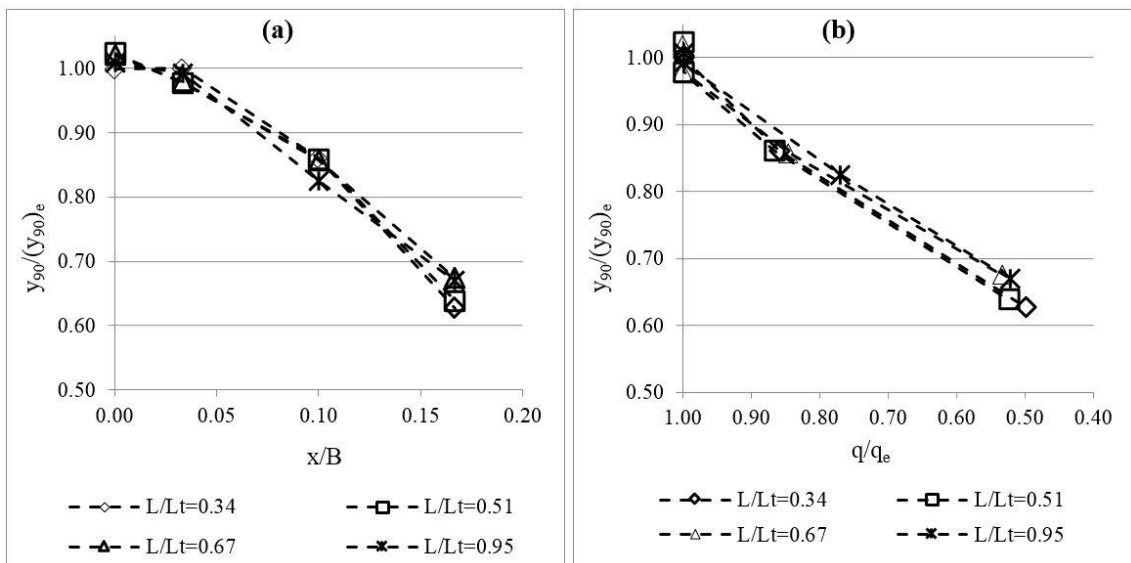 (a)
y90/(y90)e
1.00
0.90
0.80
0.70
0.60
0.50
0.00 0.05 0.10 0.15 0.20
x/B
L/Lt=0.34 L/Lt=0.51
L/Lt=0.67 L/Lt=0.95
(b)
y90/(y90)e
1.00
0.90
0.80
0.70
0.60
0.50
1.00 0.90 0.80 0.70 0.60 0.50 0.40
q/qe
L/Lt=0.34 L/Lt=0.51
L/Lt=0.67 L/Lt=0.95